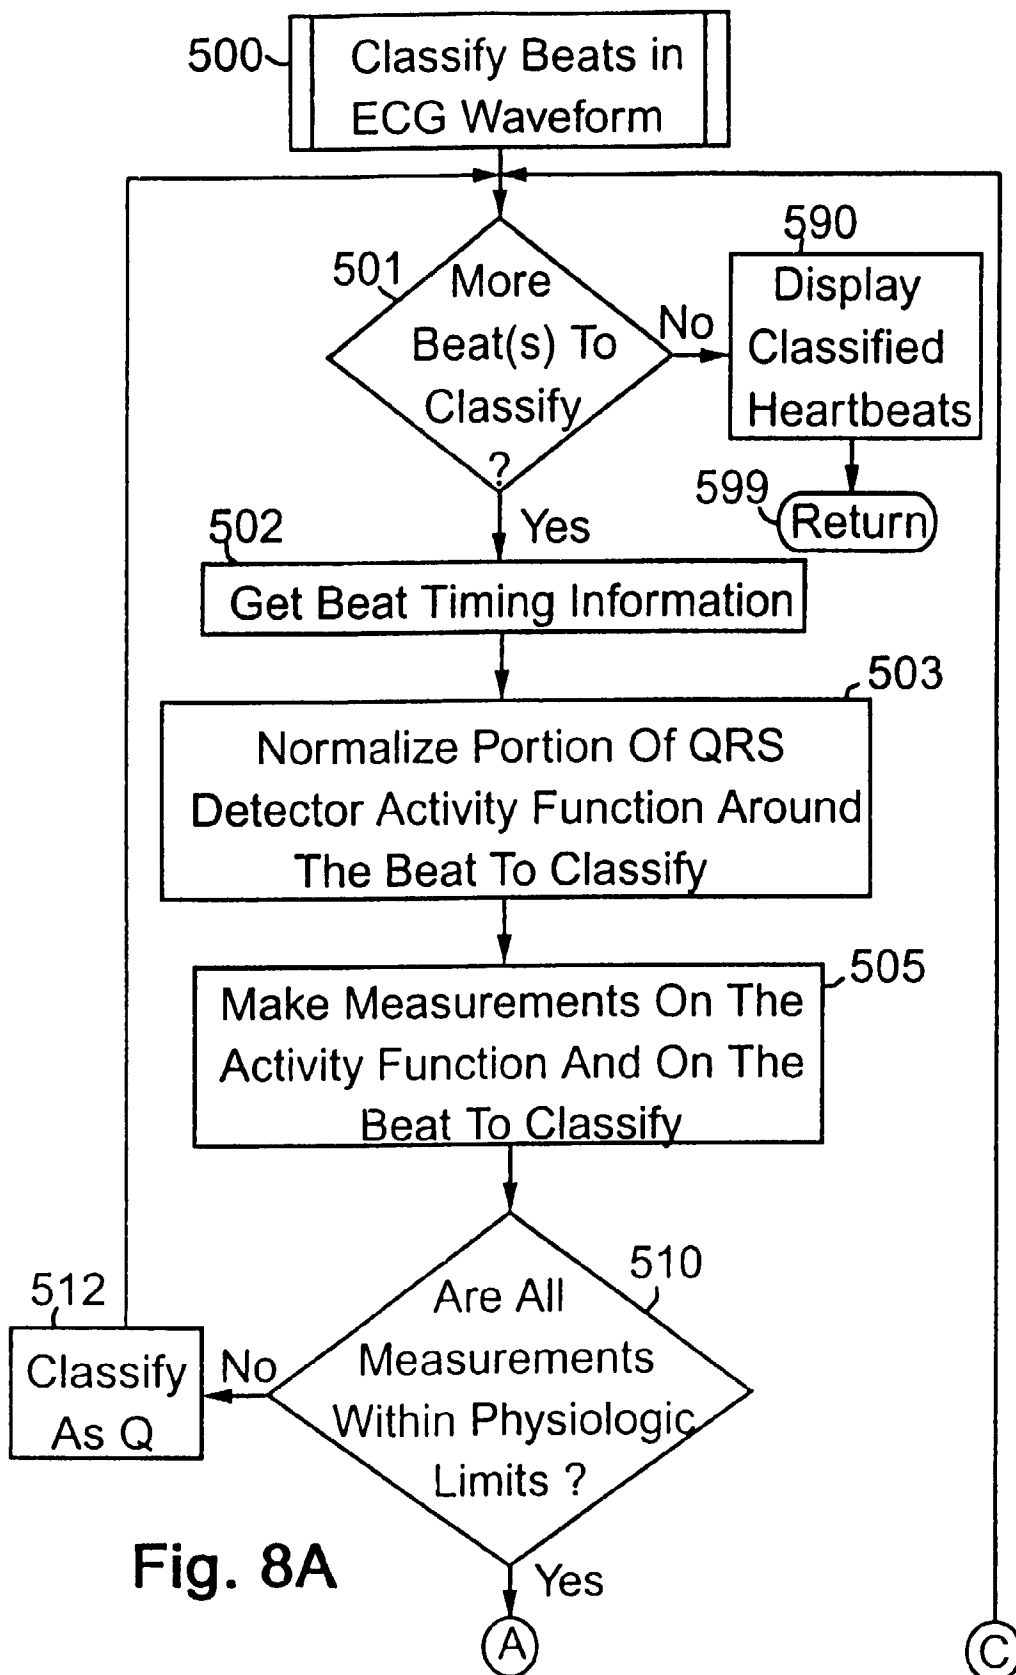 500
Classify Beats in
ECG Waveform
501
More
Beat(s) To
Classify
?
No
590
Display
Classified
Heartbeats
599
Return
Yes
502
Get Beat Timing Information
503
Normalize Portion Of QRS
Detector Activity Function Around
The Beat To Classify
505
Make Measurements On The
Activity Function And On The
Beat To Classify
510
Are All
Measurements
Within Physiologic
Limits ?
No
512
Classify
As Q
Yes
Fig. 8A
A
C